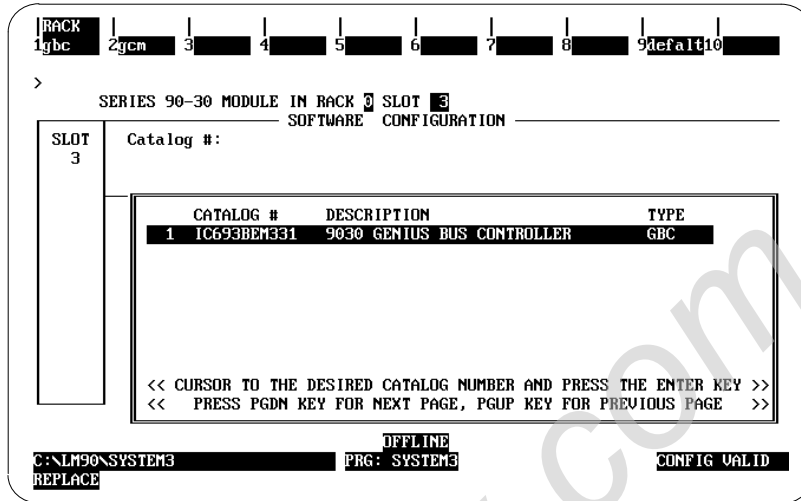 RACK
1gbc 2gcm 3 4 5 6 7 8 9defalt10
>
SERIES 90-30 MODULE IN RACK 0 SLOT 3
SOFTWARE CONFIGURATION
SLOT Catalog #:
3
CATALOG # DESCRIPTION TYPE
1 IC693BEM331 9030 GENIUS BUS CONTROLLER GBC
<< CURSOR TO THE DESIRED CATALOG NUMBER AND PRESS THE ENTER KEY >>
<< PRESS PGDN KEY FOR NEXT PAGE, PGUP KEY FOR PREVIOUS PAGE >>
OFFLINE
C:\LM90\SYSTEM3 PRG: SYSTEM3 CONFIG VALID
REPLACE